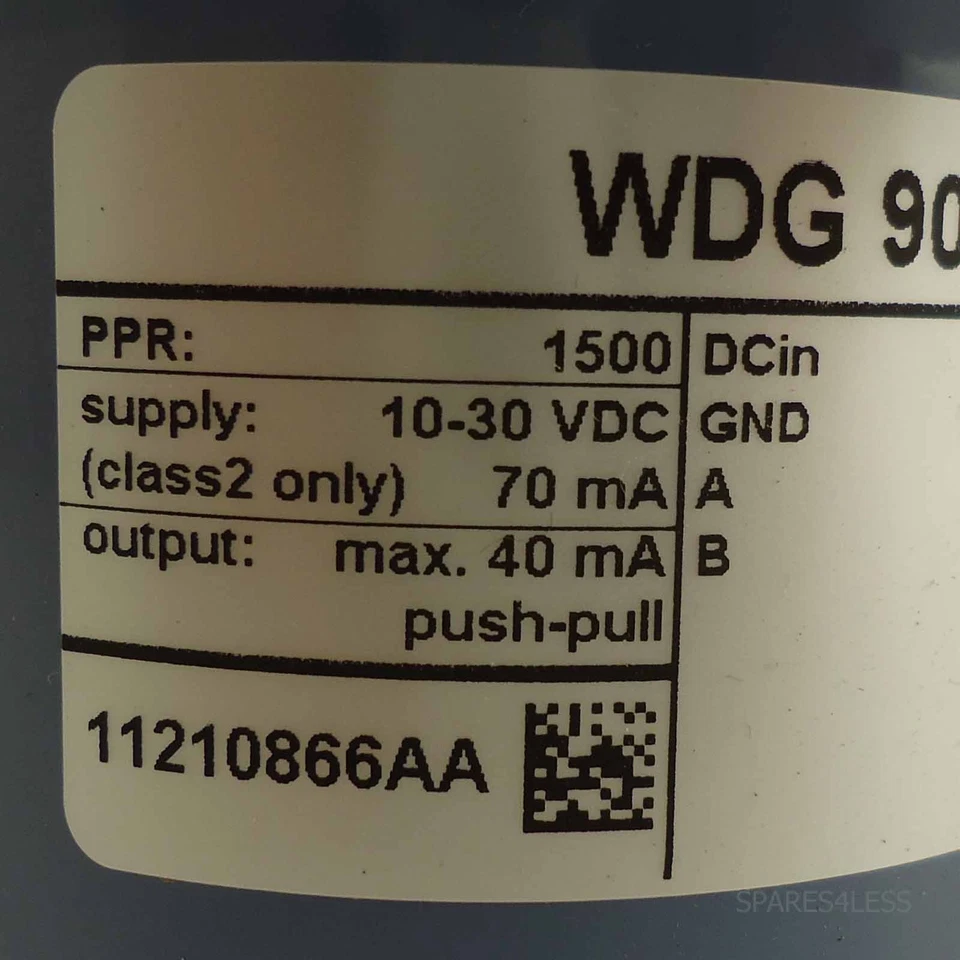 WDG 90
PPR: 1500
supply: 10-30 VDC
(class2 only) 70 mA
output: max. 40 mA
push-pull
DCin
GND
A
B
11210866AA
SPARES4LESS